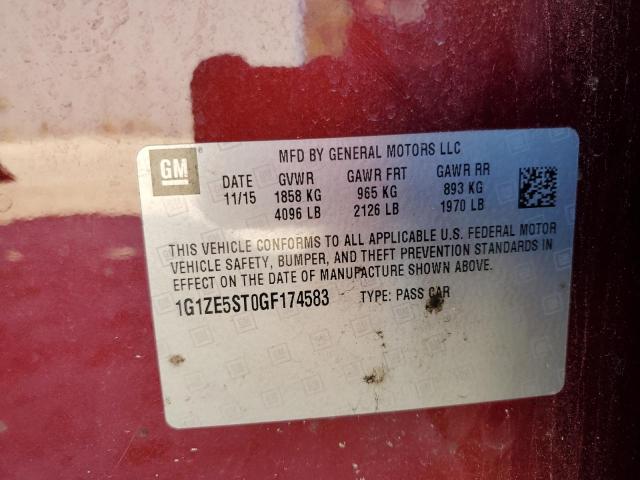 GM
MFD BY GENERAL MOTORS LLC
DATE GVWR GAWR FRT GAWR RR
11/15 1858 KG 965 KG 893 KG
4096 LB 2126 LB 1970 LB
THIS VEHICLE CONFORMS TO ALL APPLICABLE U.S. FEDERAL MOTOR
VEHICLE SAFETY, BUMPER, AND THEFT PREVENTION STANDARDS IN
EFFECT ON THE DATE OF MANUFACTURE SHOWN ABOVE.
1G1ZE5ST0GF174583 TYPE: PASS CAR